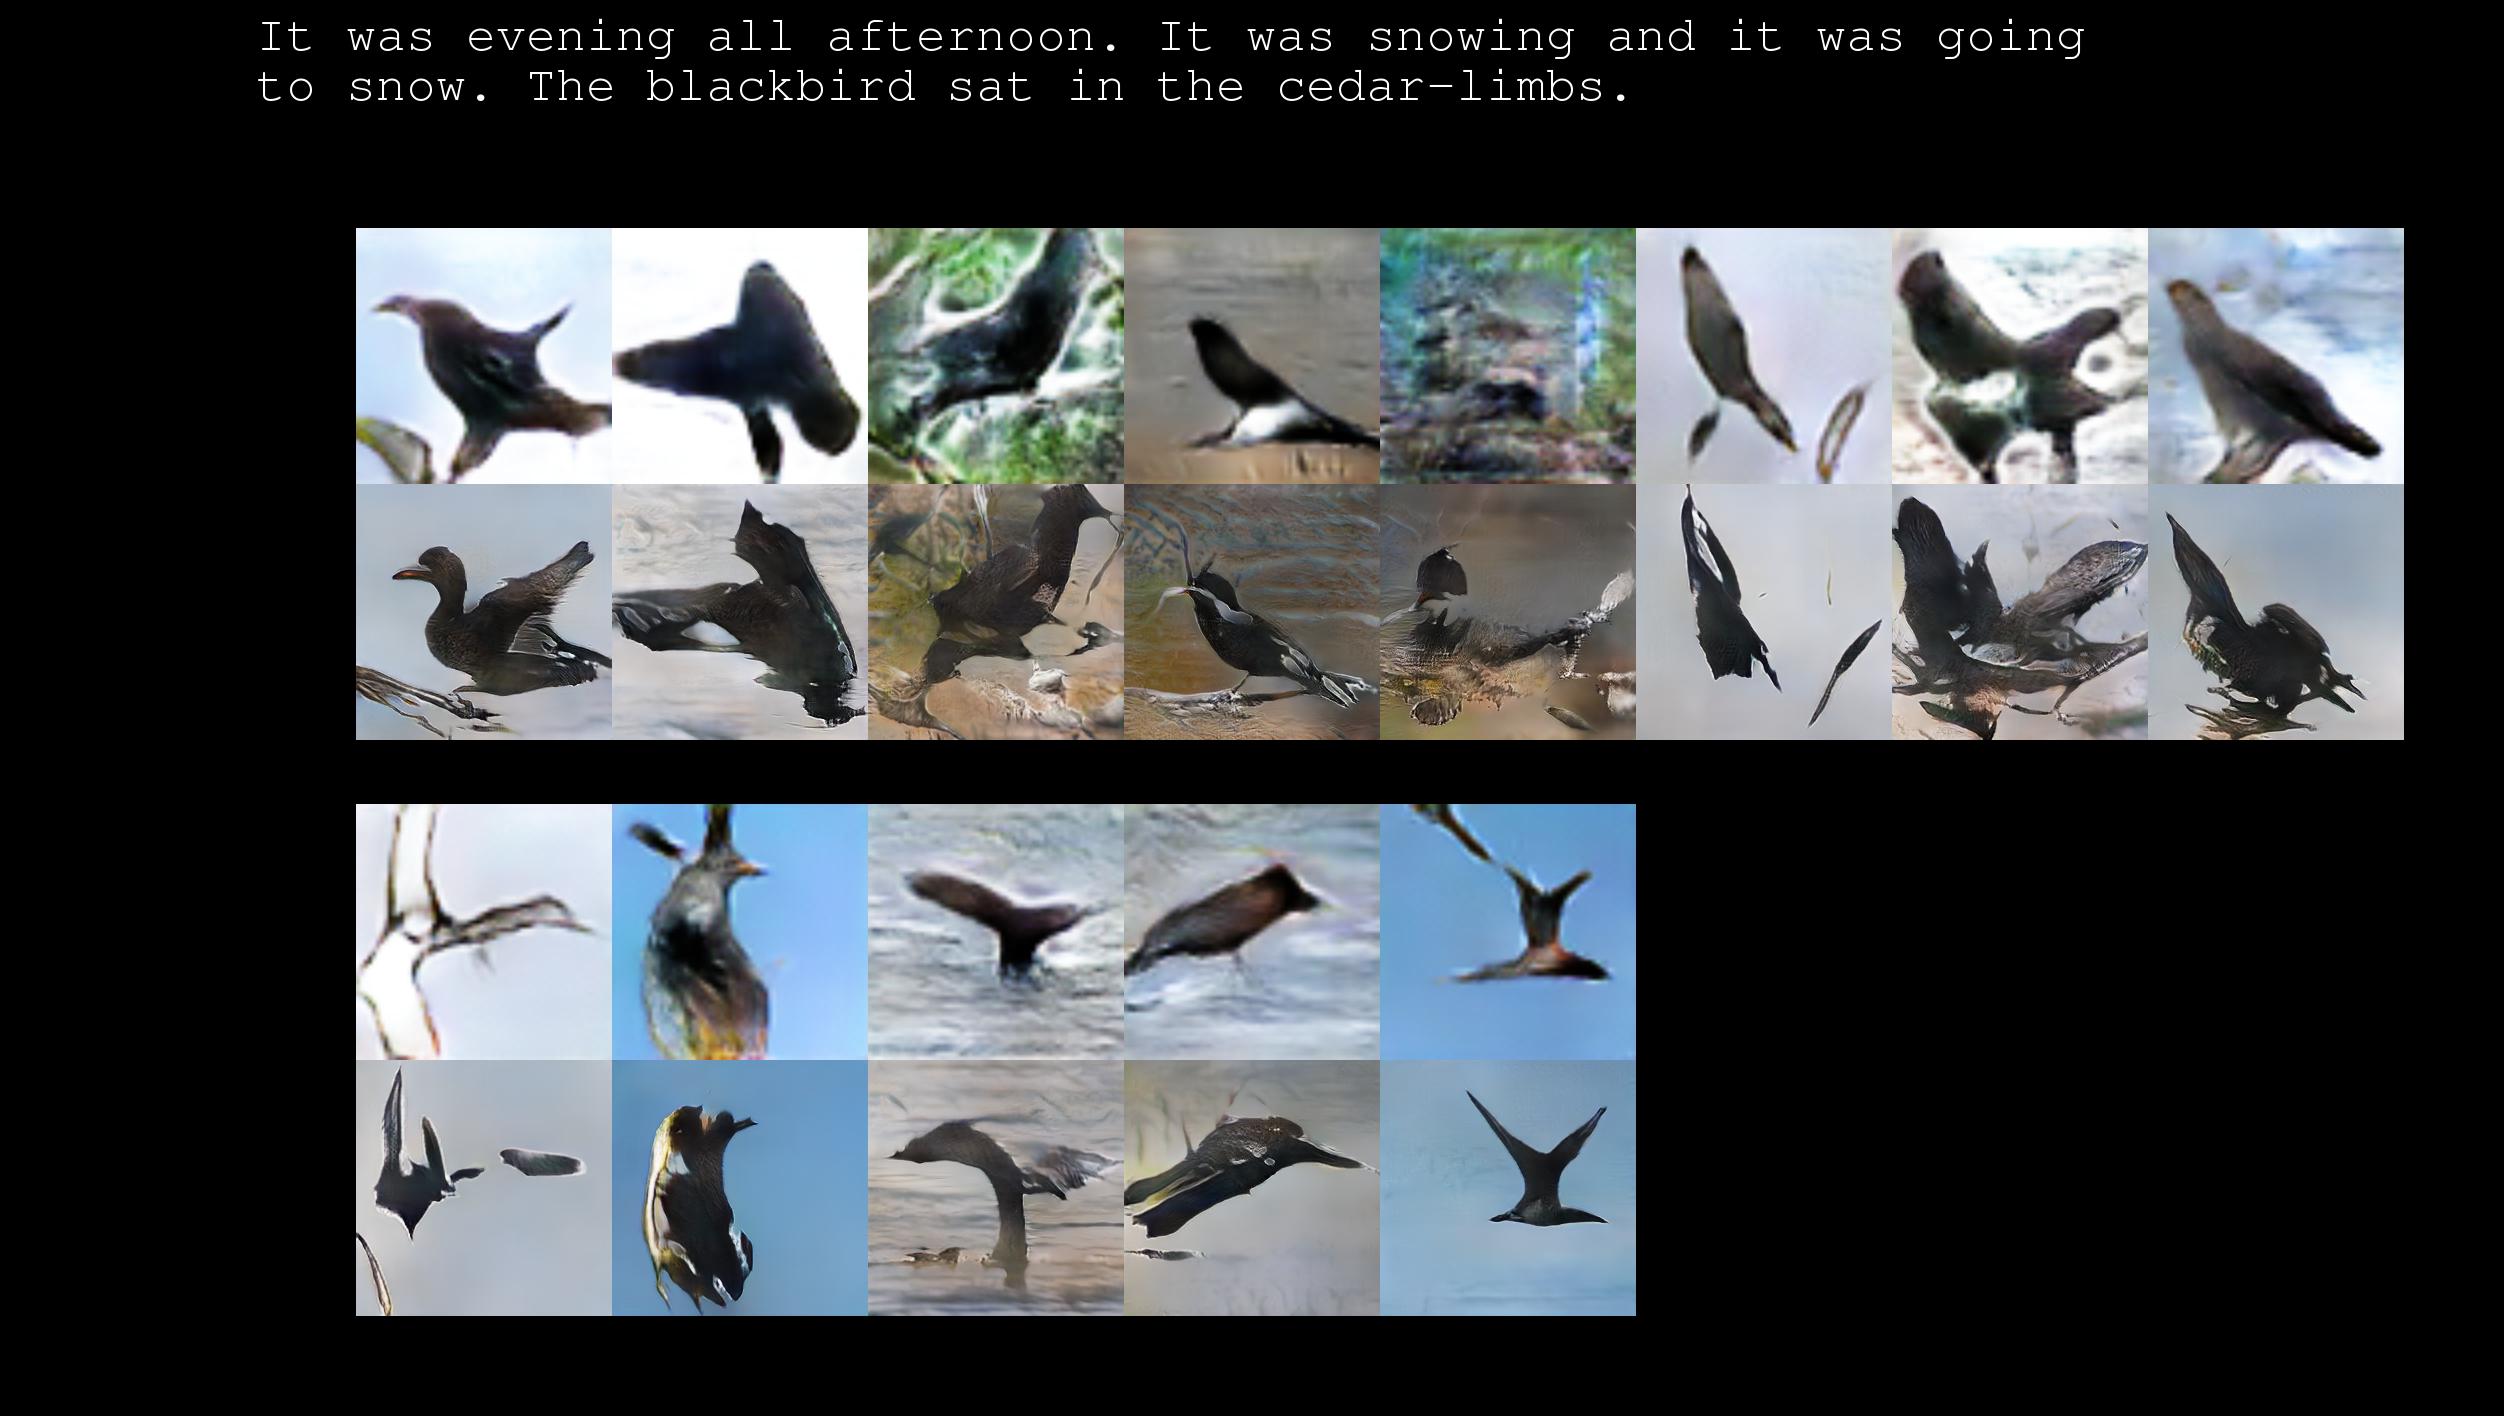 It was evening all afternoon. It was snowing and it was going
to snow. The blackbird sat in the cedar-limbs.